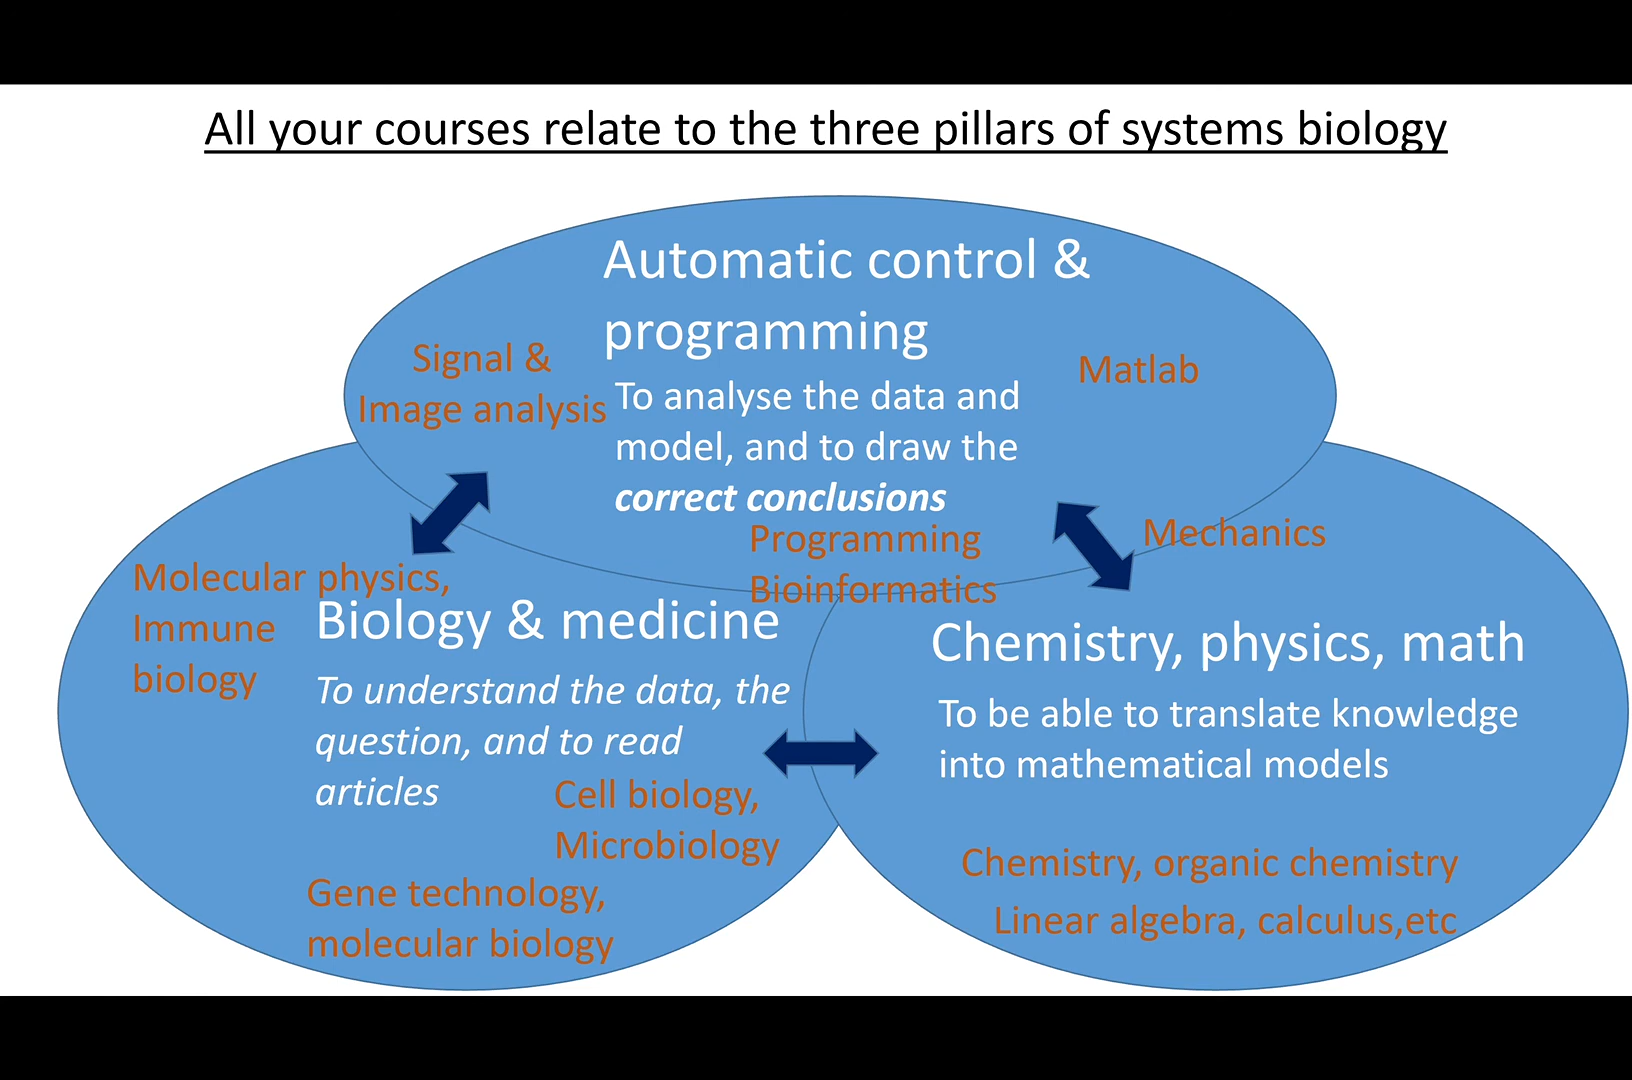 All your courses relate to the three pillars of systems biology
Automatic control &
programming
Signal &
Image analysis
Matlab
To analyse the data and
model, and to draw the
correct conclusions
Programming
Bioinformatics
Mechanics
Molecular physics,
Immune
biology
Biology & medicine
To understand the data, the
question, and to read
articles
Cell biology,
Microbiology
Gene technology,
molecular biology
Chemistry, physics, math
To be able to translate knowledge
into mathematical models
Chemistry, organic chemistry
Linear algebra, calculus,etc